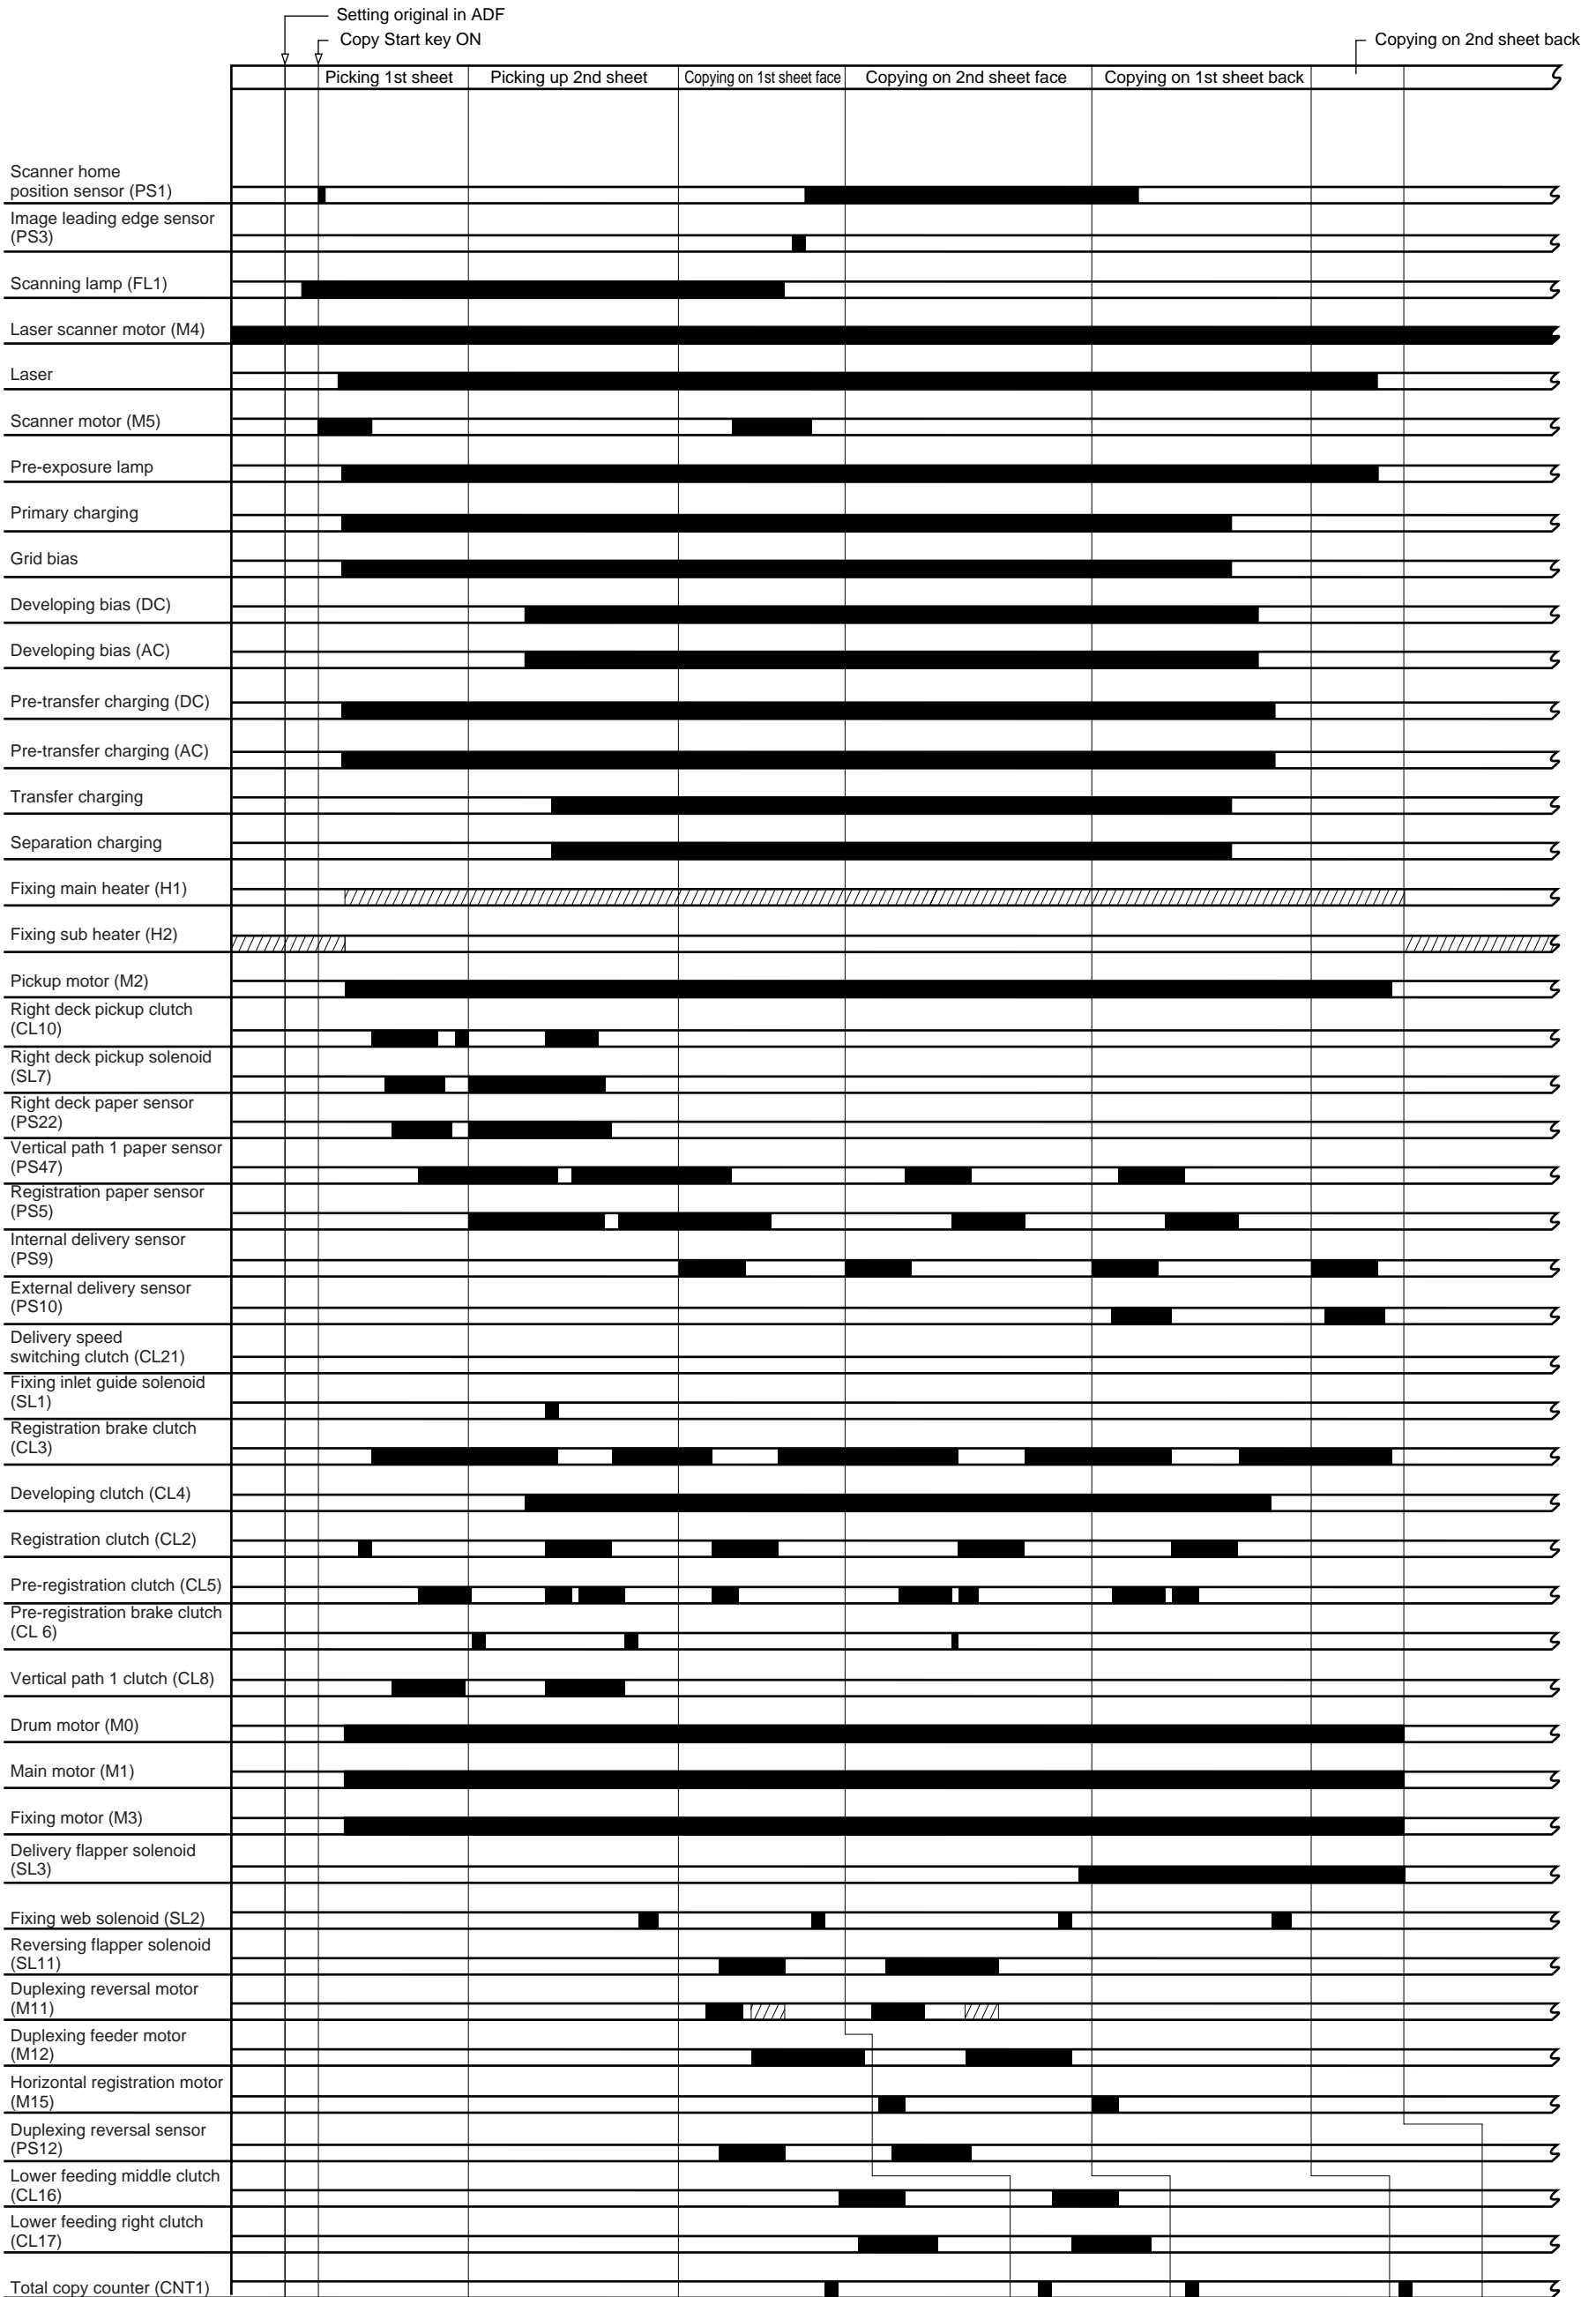 Setting original in ADF
Copy Start key ON
Copying on 2nd sheet back
Picking 1st sheet
Picking up 2nd sheet
Copying on 1st sheet face
Copying on 2nd sheet face
Copying on 1st sheet back
Scanner home
position sensor (PS1)
Image leading edge sensor
(PS3)
Scanning lamp (FL1)
Laser scanner motor (M4)
Laser
Scanner motor (M5)
Pre-exposure lamp
Primary charging
Grid bias
Developing bias (DC)
Developing bias (AC)
Pre-transfer charging (DC)
Pre-transfer charging (AC)
Transfer charging
Separation charging
Fixing main heater (H1)
Fixing sub heater (H2)
Pickup motor (M2)
Right deck pickup clutch
(CL10)
Right deck pickup solenoid
(SL7)
Right deck paper sensor
(PS22)
Vertical path 1 paper sensor
(PS47)
Registration paper sensor
(PS5)
Internal delivery sensor
(PS9)
External delivery sensor
(PS10)
Delivery speed
switching clutch (CL21)
Fixing inlet guide solenoid
(SL1)
Registration brake clutch
(CL3)
Developing clutch (CL4)
Registration clutch (CL2)
Pre-registration clutch (CL5)
Pre-registration brake clutch
(CL 6)
Vertical path 1 clutch (CL8)
Drum motor (M0)
Main motor (M1)
Fixing motor (M3)
Delivery flapper solenoid
(SL3)
Fixing web solenoid (SL2)
Reversing flapper solenoid
(SL11)
Duplexing reversal motor
(M11)
Duplexing feeder motor
(M12)
Horizontal registration motor
(M15)
Duplexing reversal sensor
(PS12)
Lower feeding middle clutch
(CL16)
Lower feeding right clutch
(CL17)
Total copy counter (CNT1)